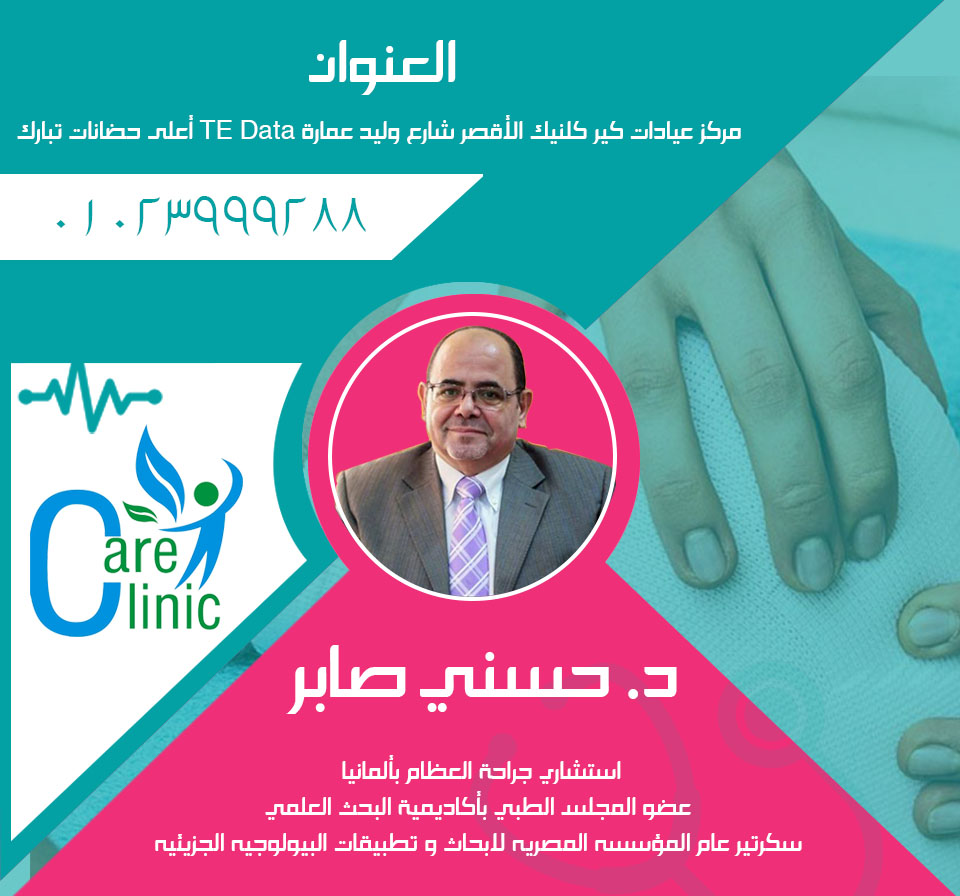 العنوان
مركز عيادات كير كلنيك الأقصر شارع وليد عمارة TE Data أعلى حضانات تبارك
٠١٠٢٣٩٩٩٢٨٨
Care
Clinic
د. حسني صابر
استشاري جراحة العظام بألمانيا
عضو المجلس الطبي بأكاديمية البحث العلمي
سكرتير عام المؤسسه المصريه لابحاث و تطبيقات البيولوجيه الجزيئيه